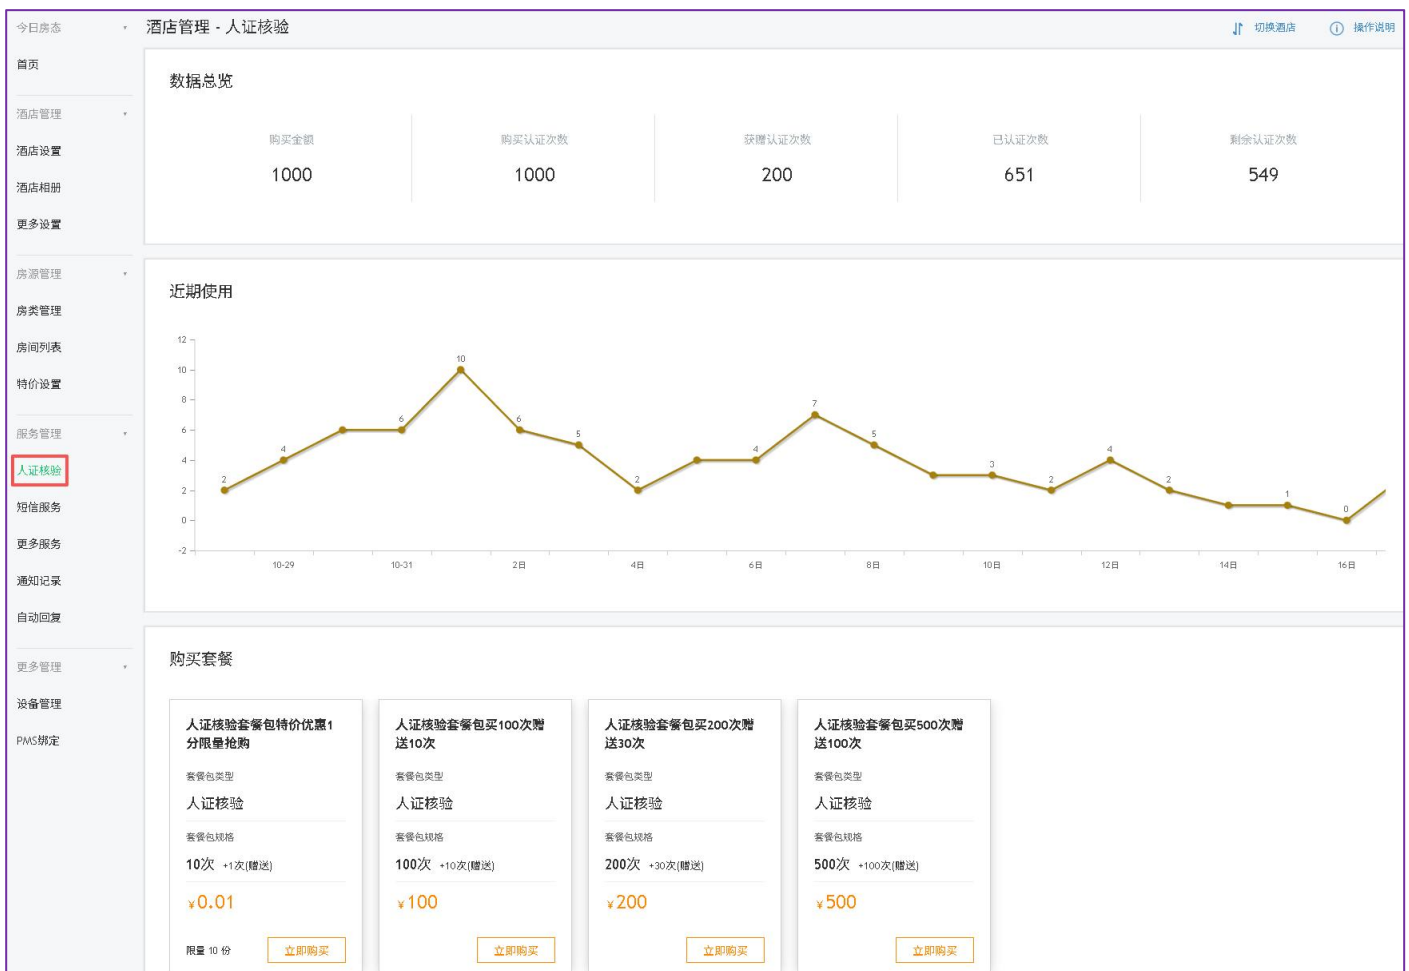 今日房态
首页
酒店管理
酒店设置
酒店相册
更多设置
房源管理
房类管理
房间列表
特价设置
服务管理
人证核验
短信服务
更多服务
通知记录
自动回复
更多管理
设备管理
PMS绑定
酒店管理 - 人证核验
切换酒店
操作说明
数据总览
购买金额
1000
购买认证次数
1000
获赠认证次数
200
已认证次数
651
剩余认证次数
549
近期使用
12
10
8
6
4
2
0
-2
2
4
6
10
6
5
2
4
7
5
3
2
4
2
1
0
10-29
10-31
2日
4日
6日
8日
10日
12日
14日
16日
购买套餐
人证核验套餐包特价优惠1
分限量抢购
套餐包类型
人证核验
套餐包规格
10次 +1次(赠送)
¥0.01
限量 10 份
立即购买
人证核验套餐包买100次赠
送10次
套餐包类型
人证核验
套餐包规格
100次 +10次(赠送)
¥100
立即购买
人证核验套餐包买200次赠
送30次
套餐包类型
人证核验
套餐包规格
200次 +30次(赠送)
¥200
立即购买
人证核验套餐包买500次赠
送100次
套餐包类型
人证核验
套餐包规格
500次 +100次(赠送)
¥500
立即购买